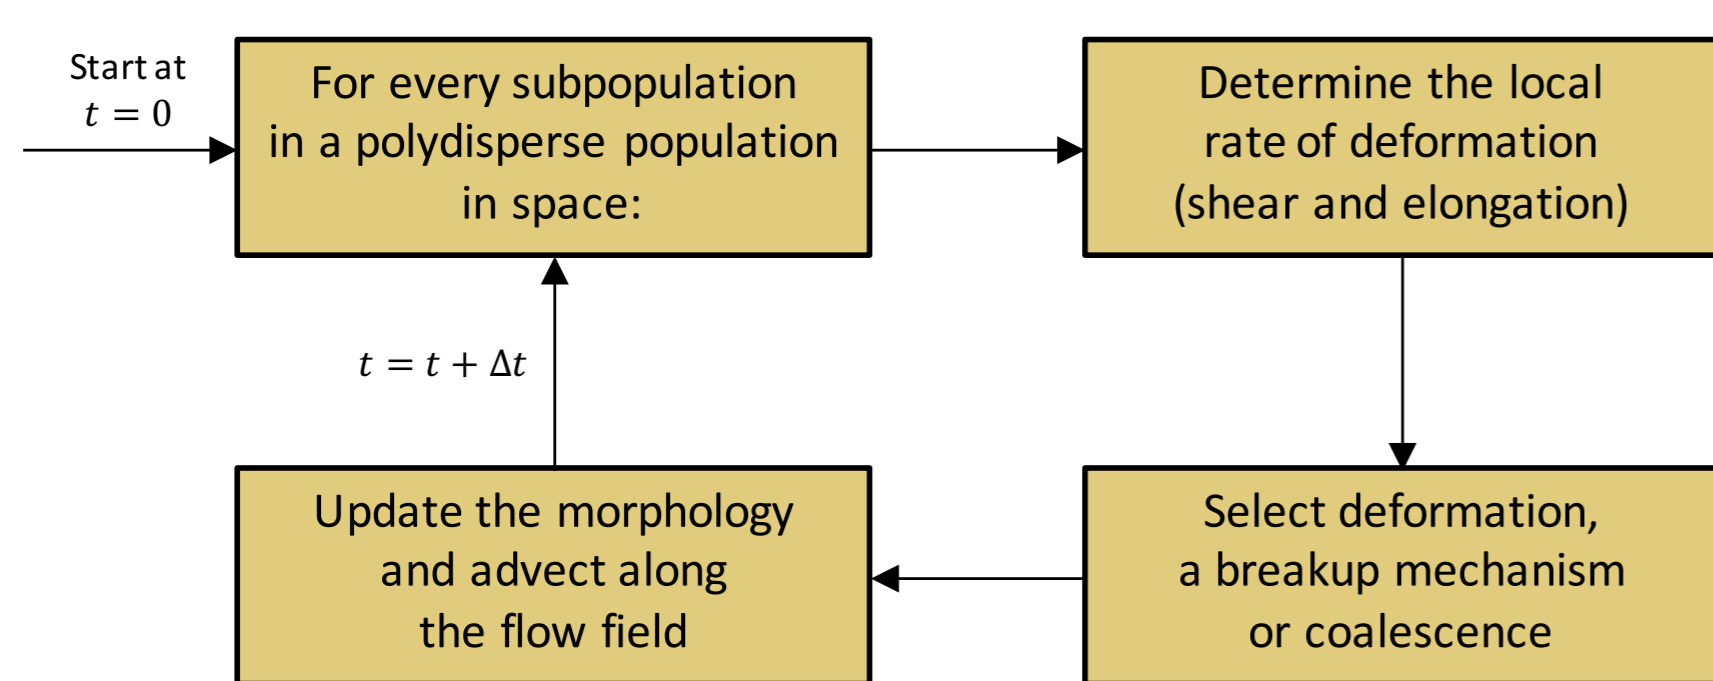 Start at
t = 0
For every subpopulation
in a polydisperse population
in space:
Determine the local
rate of deformation
(shear and elongation)
Select deformation,
a breakup mechanism
or coalescence
Update the morphology
and advect along
the flow field
t = t + Δt